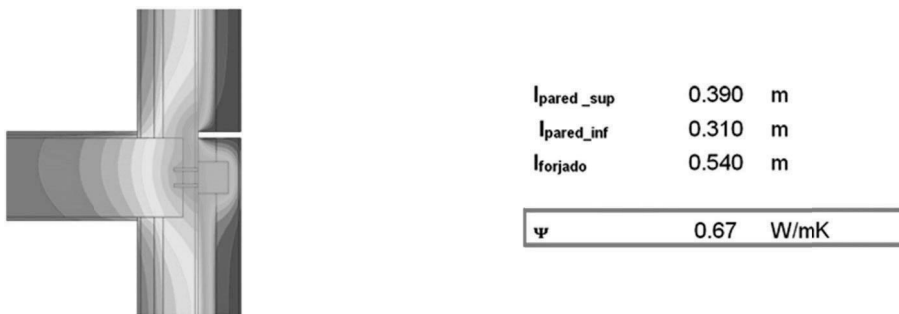 lpared_sup 0.390 m
lpared_inf 0.310 m
lforjado 0.540 m
Ψ 0.67 W/mK